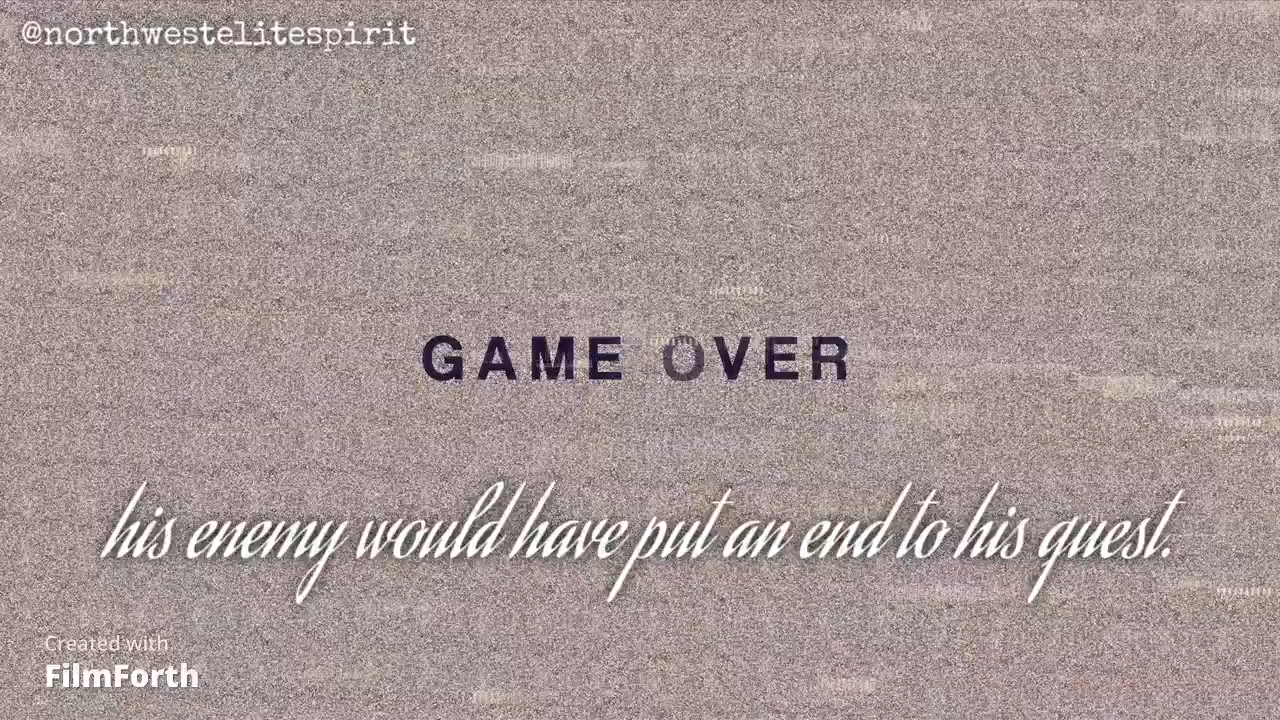 @northwestelitespirit
GAME OVER
his enemy would have put an end to his quest.
Created with
FilmForth